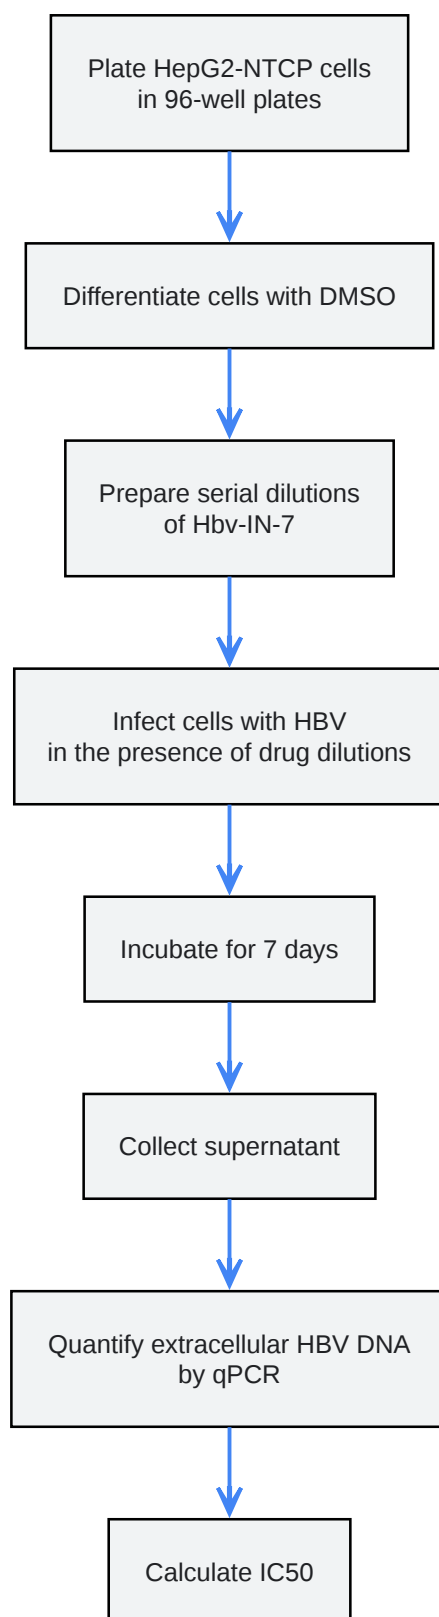 Plate HepG2-NTCP cells
in 96-well plates
Differentiate cells with DMSO
Prepare serial dilutions
of Hbv-IN-7
Infect cells with HBV
in the presence of drug dilutions
Incubate for 7 days
Collect supernatant
Quantify extracellular HBV DNA
by qPCR
Calculate IC50